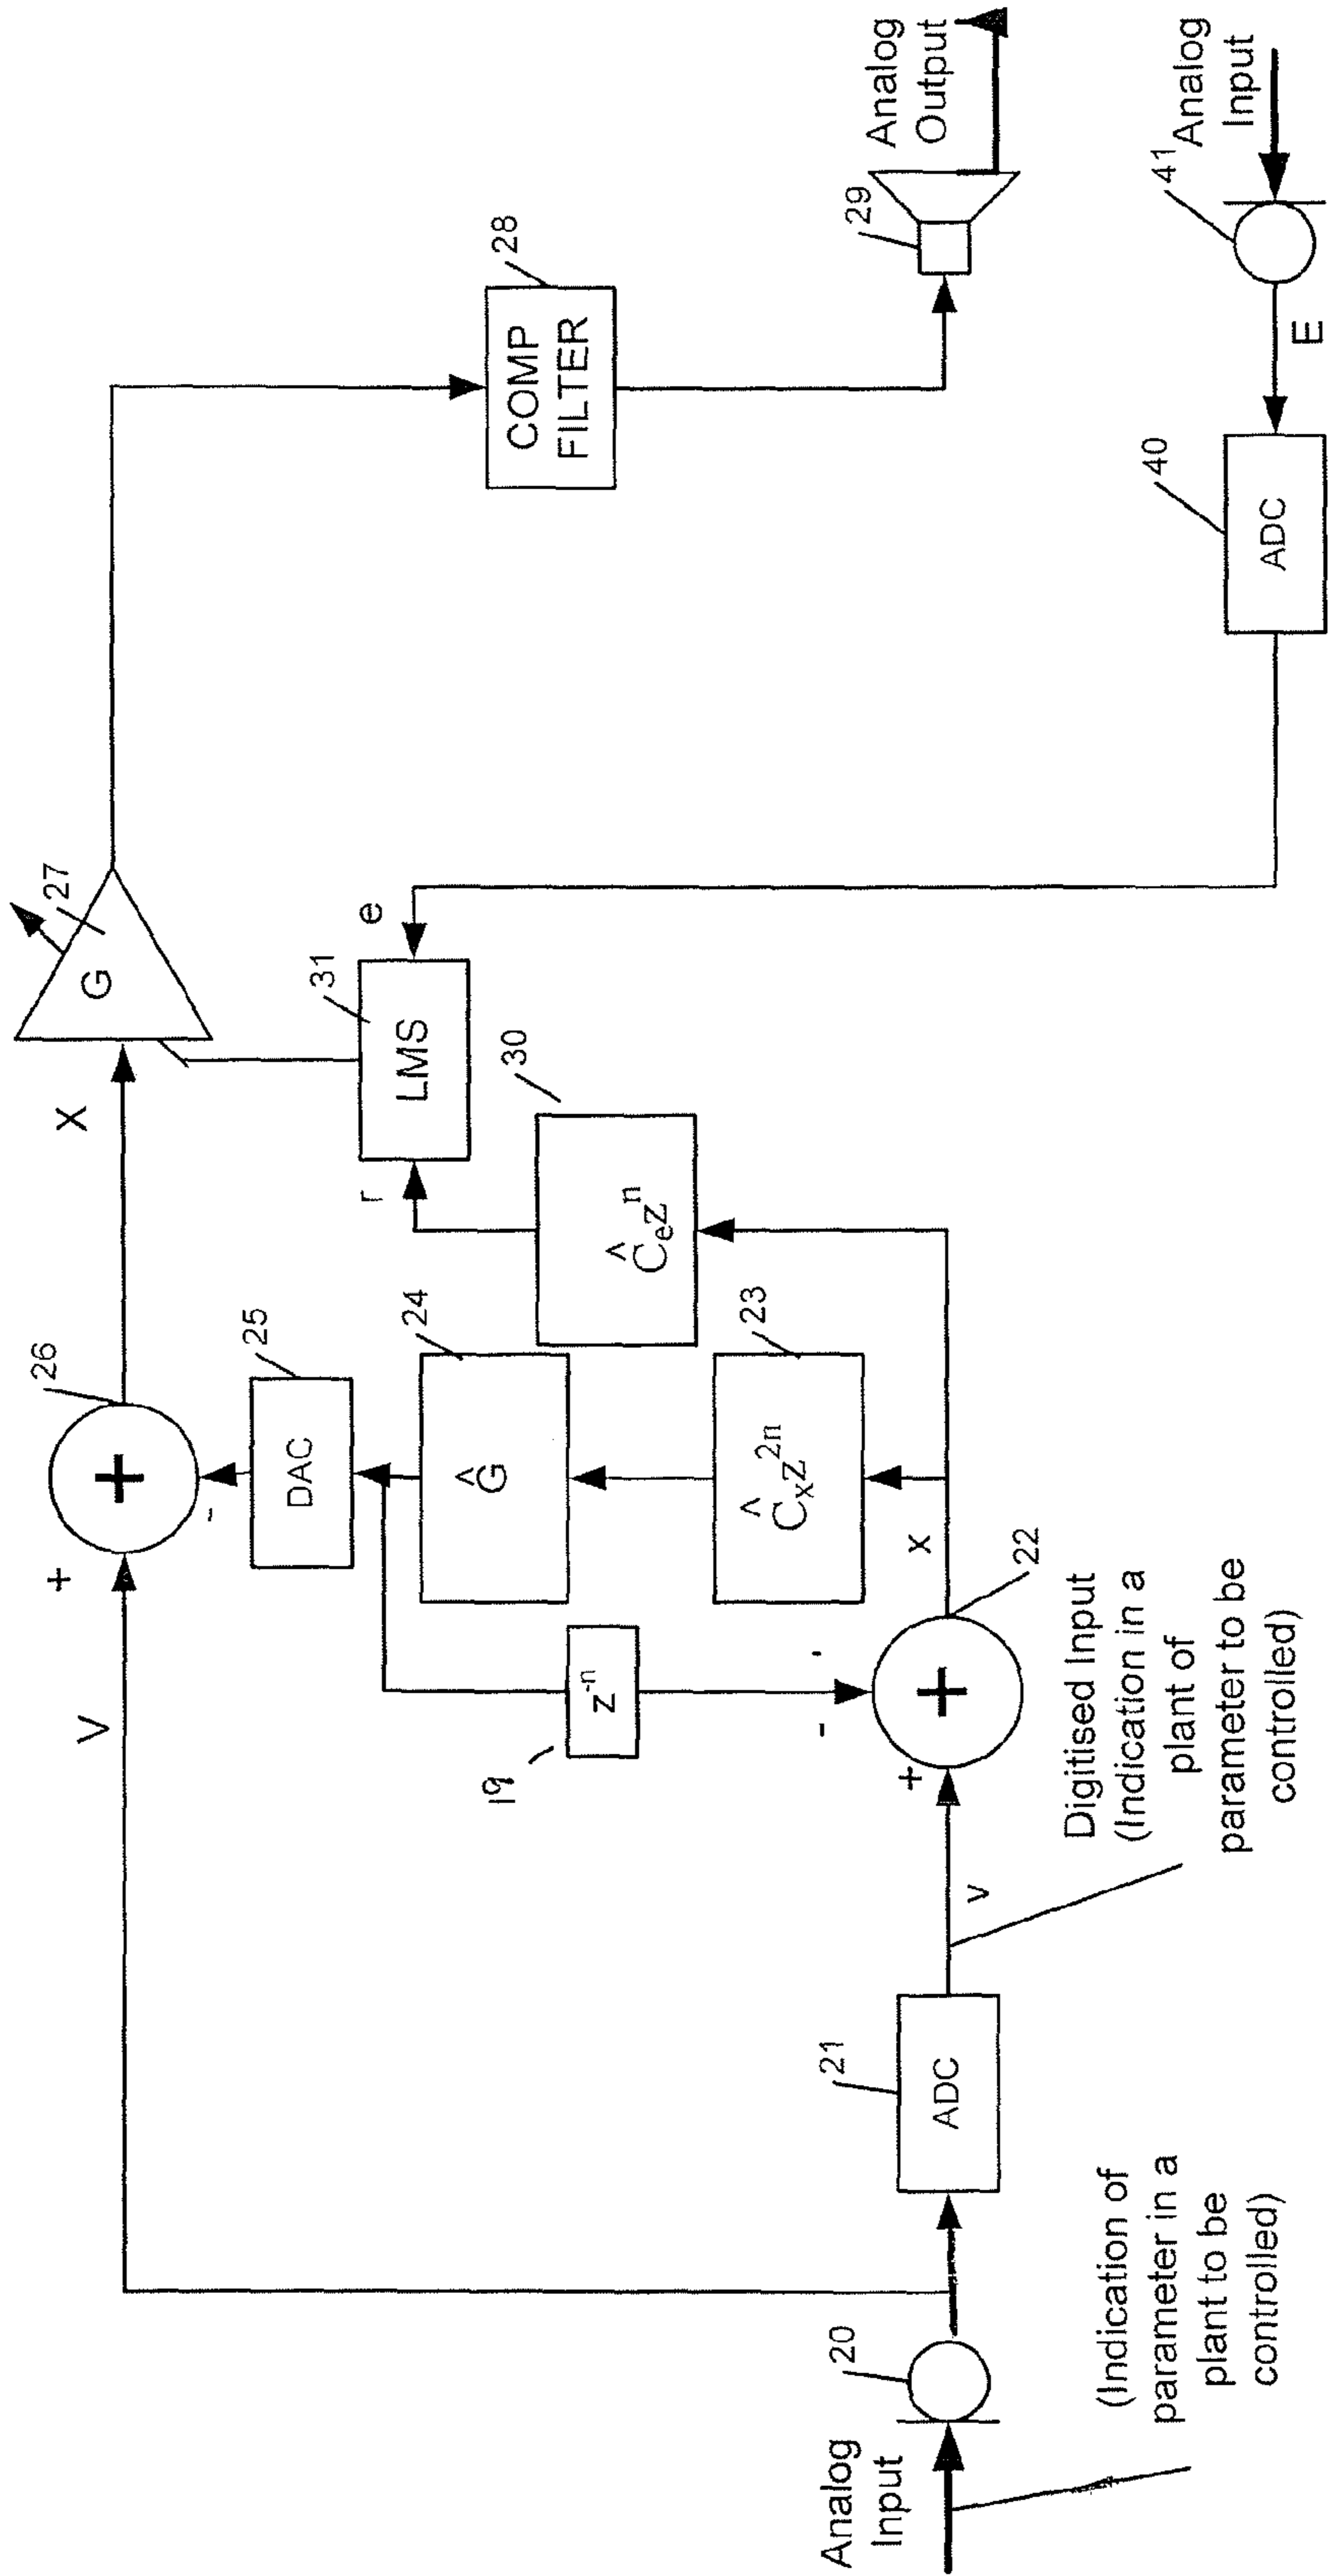 V
+
26
X
G
27
-
DAC
25
Ĝ
24
z⁻ⁿ
19
Ĉₓz²ⁿ
23
Ĉₑzⁿ
30
r
LMS
31
e
COMP
FILTER
28
29
Analog
Output
Analog
Input
20
ADC
21
v
+
-
-
22
x
(Indication of
parameter in a
plant to be
controlled)
Digitised Input
(Indication in a
plant of
parameter to be
controlled)
ADC
40
E
41
Analog
Input